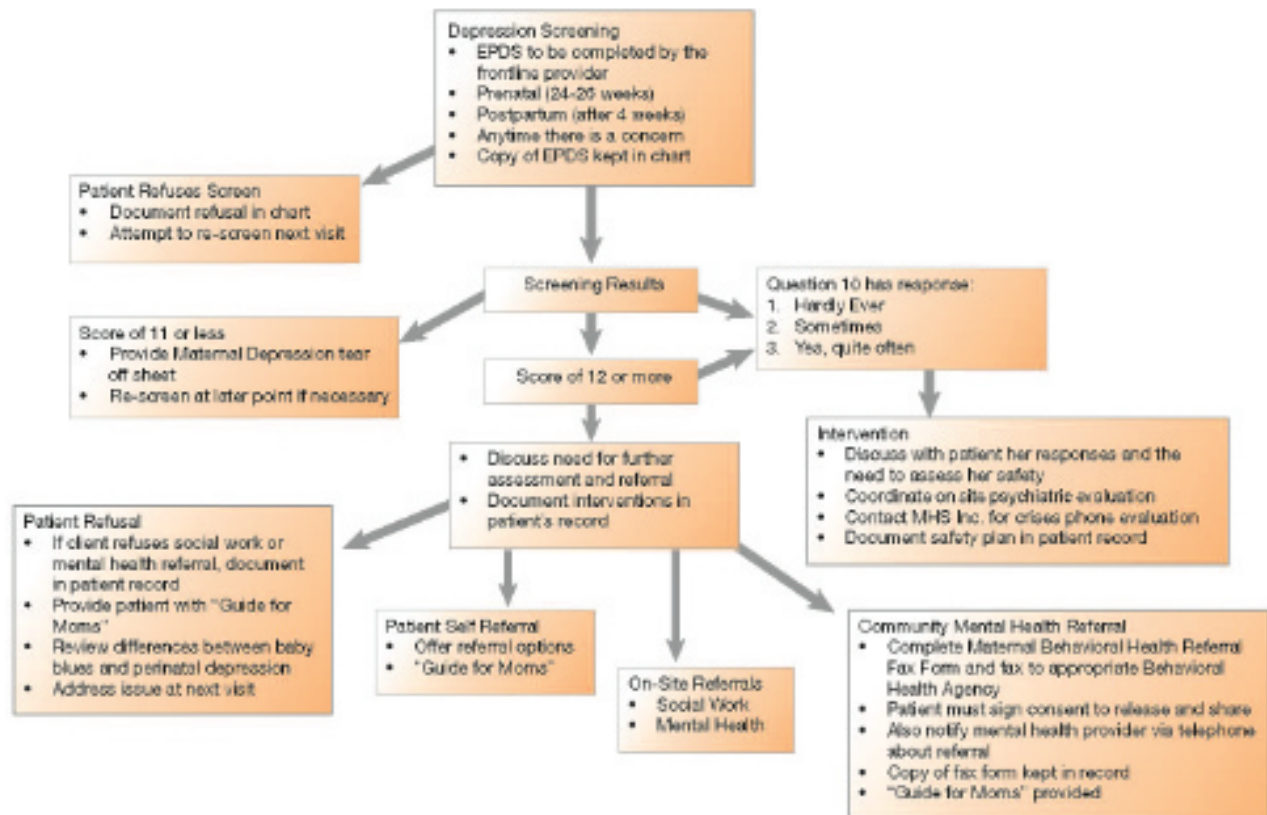 Depression Screening
• EPDS to be completed by the
frontline provider
• Prenatal (24-26 weeks)
• Postpartum (after 4 weeks)
• Anytime there is a concern
• Copy of EPDS kept in chart
Patient Refuses Screen
• Document refusal in chart
• Attempt to re-screen next visit
Screening Results
Question 10 has response:
1. Hardly Ever
2. Sometimes
3. Yes, quite often
Score of 11 or less
• Provide Maternal Depression tear
off sheet
• Re-screen at later point if necessary
Score of 12 or more
Intervention
• Discuss with patient her responses and the
need to assess her safety
• Coordinate on site psychiatric evaluation
• Contact MHS Inc. for crises phone evaluation
• Document safety plan in patient record
• Discuss need for further
assessment and referral
• Document interventions in
patient's record
Patient Refusal
• If client refuses social work or
mental health referral, document
in patient record
• Provide patient with "Guide for
Moms"
• Review differences between baby
blues and perinatal depression
• Address issue at next visit
Patient Self Referral
• Offer referral options
• "Guide for Moms"
On-Site Referrals
• Social Work
• Mental Health
Community Mental Health Referral
• Complete Maternal Behavioral Health Referral
Fax Form and fax to appropriate Behavioral
Health Agency
• Patient must sign consent to release and share
• Also notify mental health provider via telephone
about referral
• Copy of fax form kept in record
• "Guide for Moms" provided